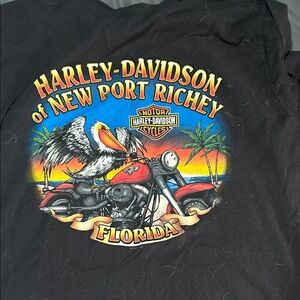 HARLEY-DAVIDSON
of NEW PORT RICHEY
MOTOR
HARLEY-DAVIDSON
CYCLES
FLORIDA